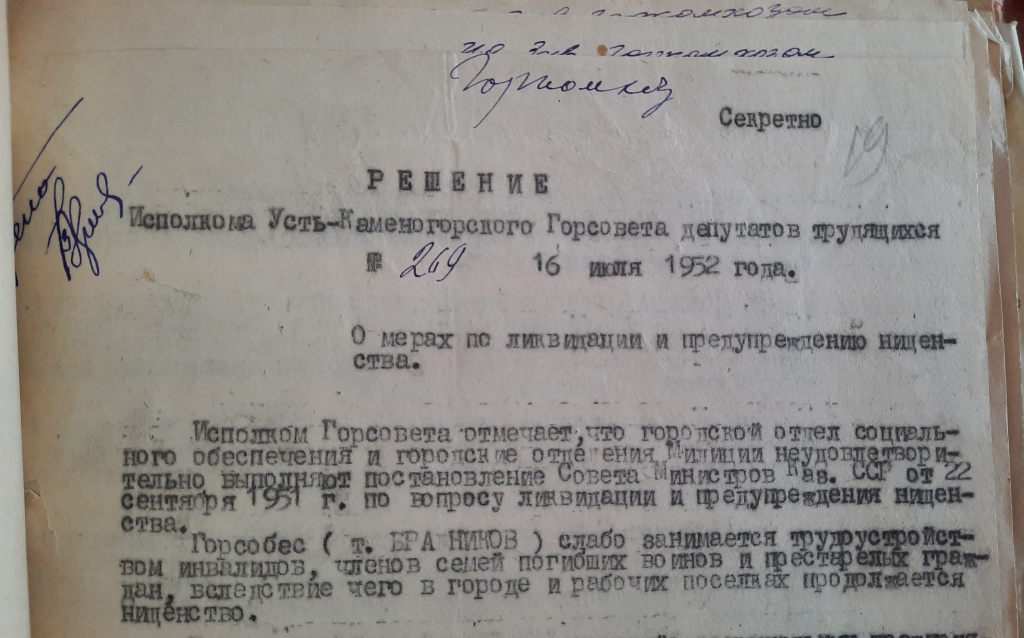 Секретно
19
РЕШЕНИЕ
Исполкома Усть-Каменогорского Горсовета депутатов трудящихся
№ 269 16 июля 1952 года.
О мерах по ликвидации и предупреждению нищен-
ства.
Исполком Горсовета отмечает,что городской отдел социаль-
ного обеспечения и городские отделения Милиции неудовлетвори-
тельно выполняют постановление Совета Министров Каз. ССР от 22
сентября 1951 г. по вопросу ликвидации и предупреждения нищен-
ства.
Горсобес ( т. БРАТНИКОВ ) слабо занимается трудоустройст-
вом инвалидов, членов семей погибших воинов и престарелых граж-
дан, вследствие чего в городе и рабочих поселках продолжается
нищенство.